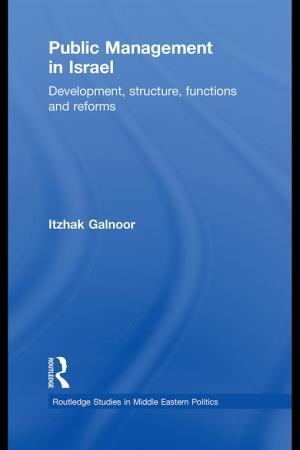 Public Management
in Israel
Development, structure, functions
and reforms
Itzhak Galnoor
ROUTLEDGE
Routledge Studies in Middle Eastern Politics